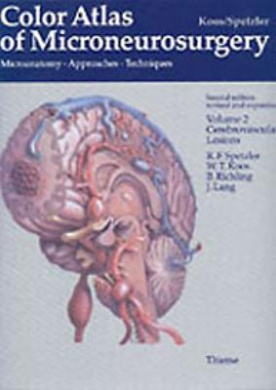 Color Atlas
of Microneurosurgery
Koos/Spetzler
Microanatomy · Approaches · Techniques
Second edition
revised and expanded
Volume 2
Cerebrovascular
Lesions
R. F. Spetzler
W. T. Koos
B. Richling
J. Lang
Thieme